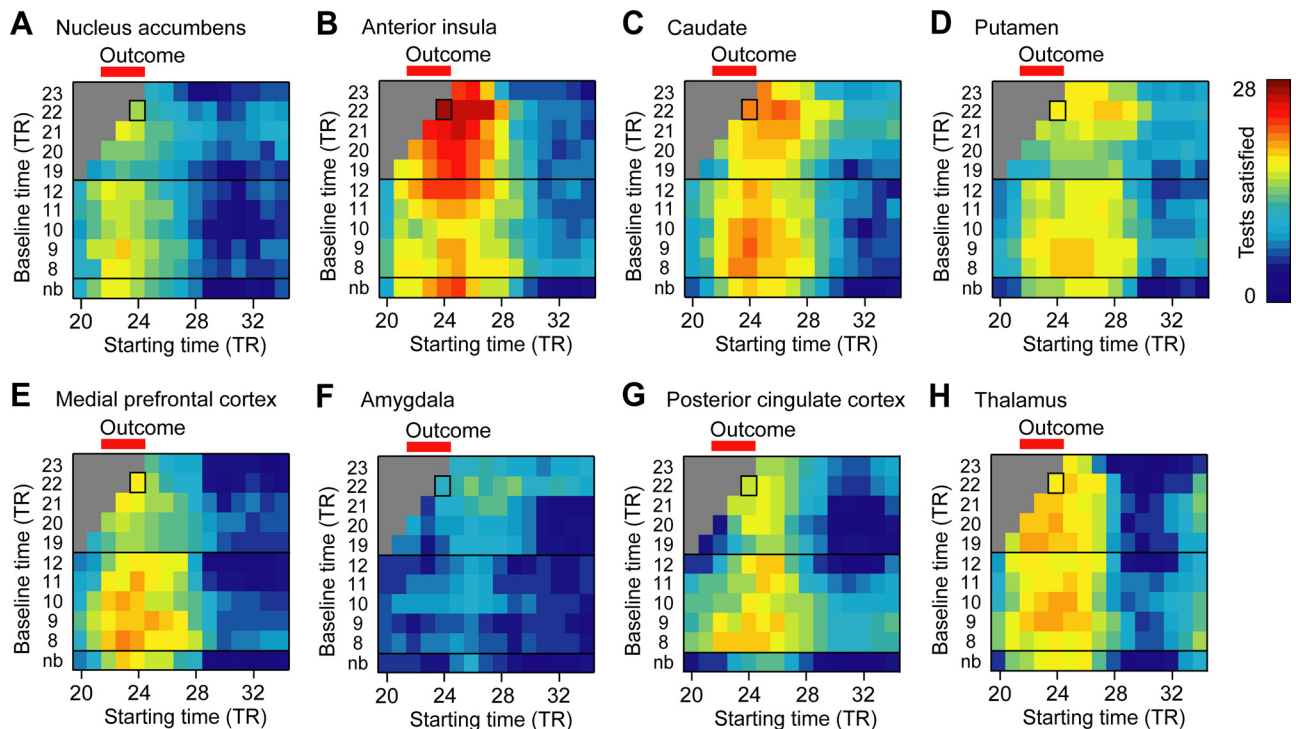 A Nucleus accumbens
Outcome
Baseline time (TR)
23
22
21
20
19
12
11
10
9
8
nb
20 24 28 32
Starting time (TR)
B Anterior insula
Outcome
Baseline time (TR)
23
22
21
20
19
12
11
10
9
8
nb
20 24 28 32
Starting time (TR)
C Caudate
Outcome
Baseline time (TR)
23
22
21
20
19
12
11
10
9
8
nb
20 24 28 32
Starting time (TR)
D Putamen
Outcome
Baseline time (TR)
23
22
21
20
19
12
11
10
9
8
nb
20 24 28 32
Starting time (TR)
28
Tests satisfied
0
E Medial prefrontal cortex
Outcome
Baseline time (TR)
23
22
21
20
19
12
11
10
9
8
nb
20 24 28 32
Starting time (TR)
F Amygdala
Outcome
Baseline time (TR)
23
22
21
20
19
12
11
10
9
8
nb
20 24 28 32
Starting time (TR)
G Posterior cingulate cortex
Outcome
Baseline time (TR)
23
22
21
20
19
12
11
10
9
8
nb
20 24 28 32
Starting time (TR)
H Thalamus
Outcome
Baseline time (TR)
23
22
21
20
19
12
11
10
9
8
nb
20 24 28 32
Starting time (TR)